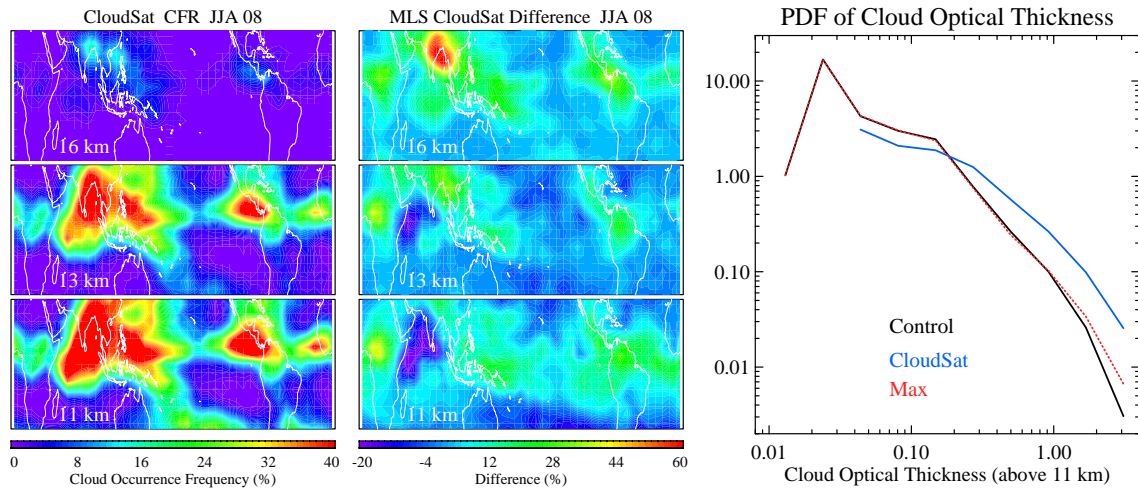 CloudSat CFR JJA 08
16 km
13 km
11 km
0 8 16 24 32 40
Cloud Occurrence Frequency (%)
MLS CloudSat Difference JJA 08
16 km
13 km
11 km
-20 -4 12 28 44 60
Difference (%)
PDF of Cloud Optical Thickness
10.00
1.00
0.10
0.01
Control
CloudSat
Max
0.01 0.10 1.00
Cloud Optical Thickness (above 11 km)